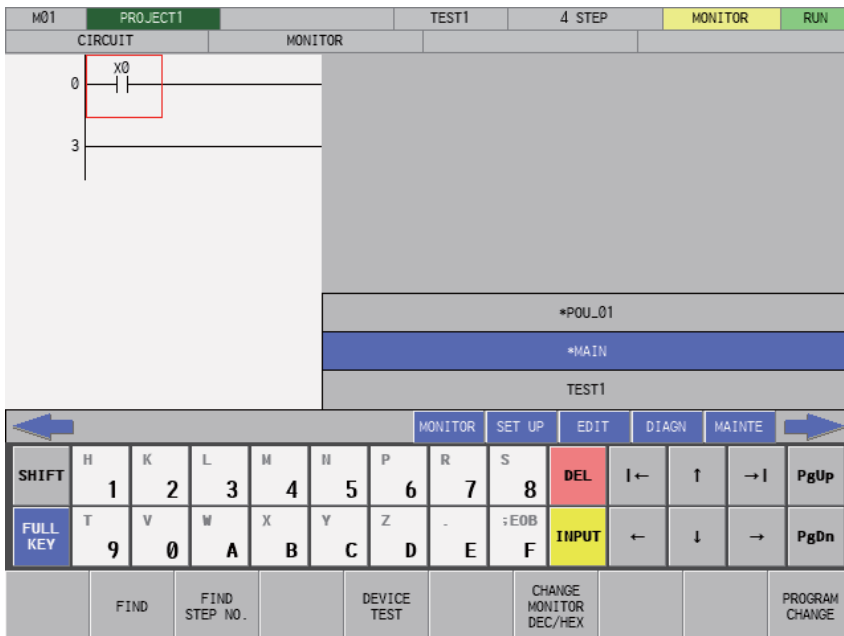 M01 PROJECT1 TEST1 4 STEP MONITOR RUN
CIRCUIT MONITOR
X0
0
3
*POU_01
*MAIN
TEST1
MONITOR SET UP EDIT DIAGN MAINTE
SHIFT H 1 K 2 L 3 M 4 N 5 P 6 R 7 S 8 DEL |← ↑ →| PgUp
FULL KEY T 9 V 0 W A X B Y C Z D . E ;EOB F INPUT ← ↓ → PgDn
FIND
FIND
STEP NO.
DEVICE
TEST
CHANGE
MONITOR
DEC/HEX
PROGRAM
CHANGE